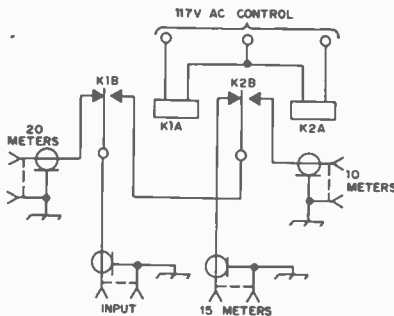 117V AC CONTROL
K1B
K2B
K1A
K2A
20
METERS
10
METERS
INPUT
15 METERS